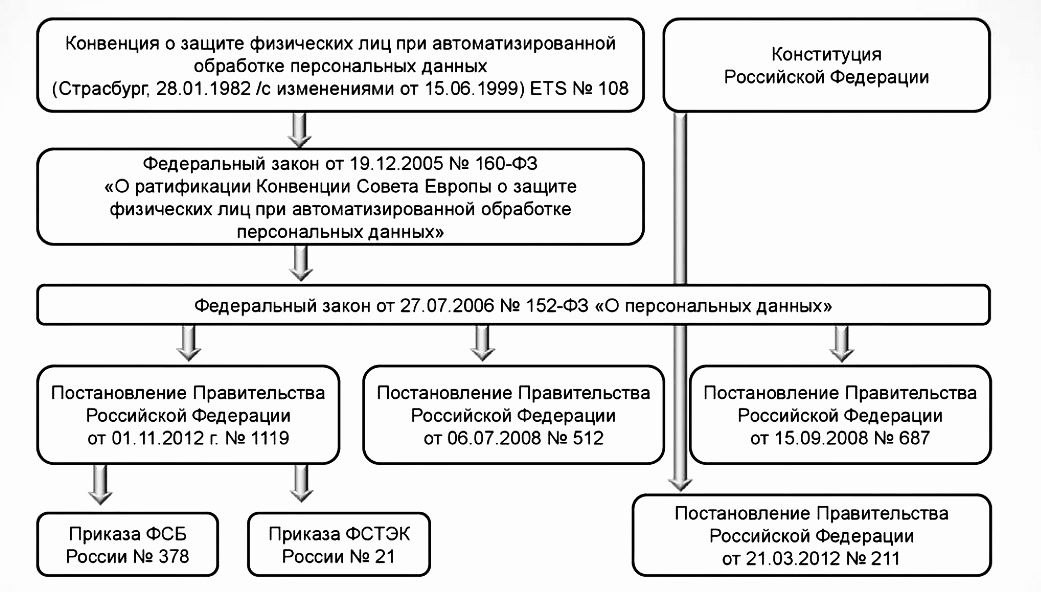 Конвенция о защите физических лиц при автоматизированной
обработке персональных данных
(Страсбург, 28.01.1982 /с изменениями от 15.06.1999) ETS № 108
Конституция
Российской Федерации
Федеральный закон от 19.12.2005 № 160-ФЗ
«О ратификации Конвенции Совета Европы о защите
физических лиц при автоматизированной обработке
персональных данных»
Федеральный закон от 27.07.2006 № 152-ФЗ «О персональных данных»
Постановление Правительства
Российской Федерации
от 01.11.2012 г. № 1119
Постановление Правительства
Российской Федерации
от 06.07.2008 № 512
Постановление Правительства
Российской Федерации
от 15.09.2008 № 687
Приказа ФСБ
России № 378
Приказа ФСТЭК
России № 21
Постановление Правительства
Российской Федерации
от 21.03.2012 № 211